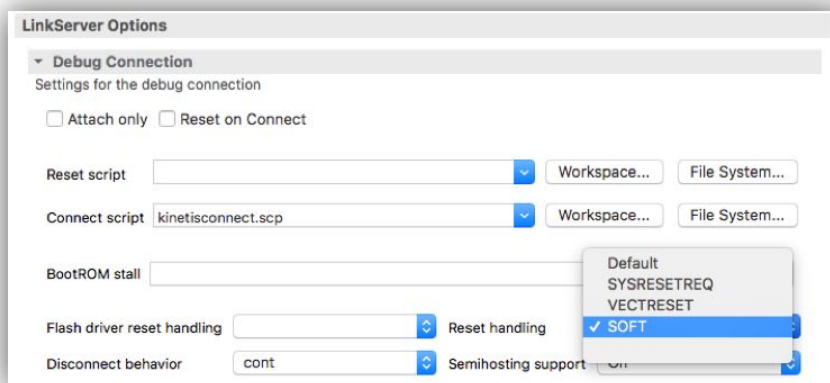 LinkServer Options
Debug Connection
Settings for the debug connection
Attach only Reset on Connect
Reset script Workspace... File System...
Connect script kinetisconnect.scp Workspace... File System...
Default
BootROM stall
SYSRESETREQ
VECTRESET
Flash driver reset handling Reset handling ✓ SOFT
Disconnect behavior cont Semihosting support On